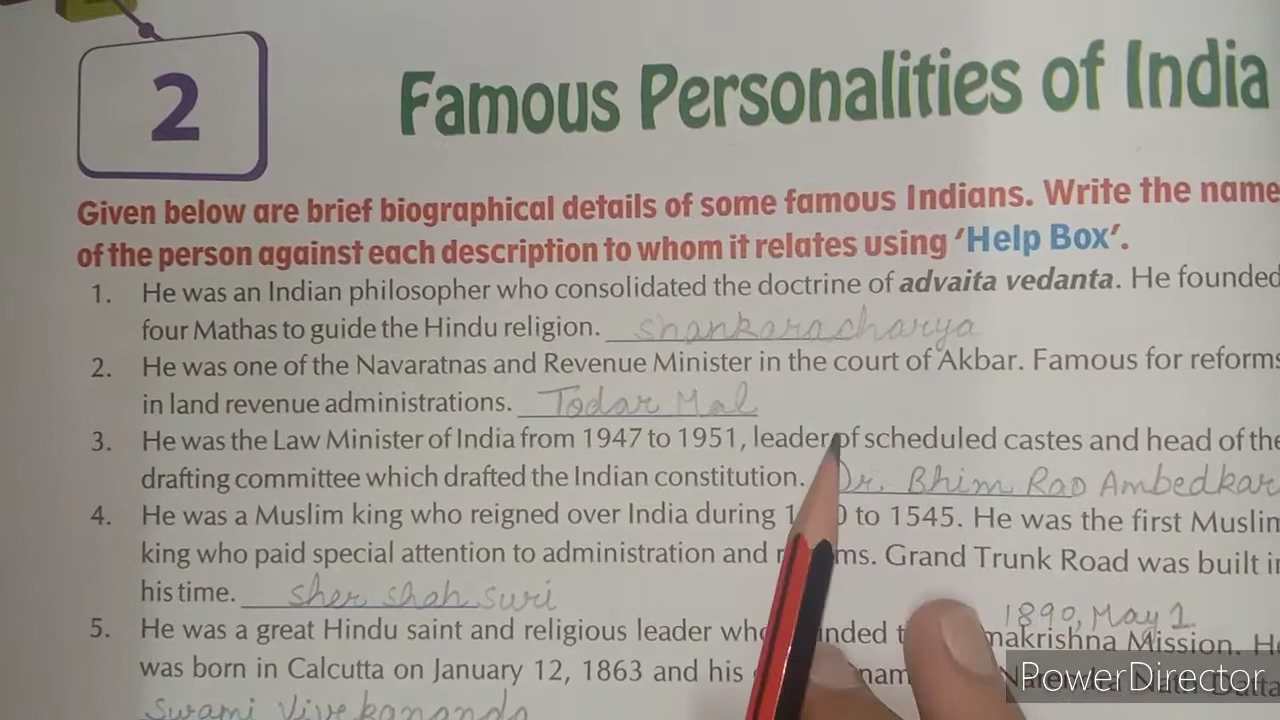 2
Famous Personalities of India
Given below are brief biographical details of some famous Indians. Write the name
of the person against each description to whom it relates using 'Help Box'.
1. He was an Indian philosopher who consolidated the doctrine of advaita vedanta. He founded
four Mathas to guide the Hindu religion. Shankaracharya
2. He was one of the Navaratnas and Revenue Minister in the court of Akbar. Famous for reforms
in land revenue administrations. Todar Mal
3. He was the Law Minister of India from 1947 to 1951, leader of scheduled castes and head of the
drafting committee which drafted the Indian constitution. Dr. Bhim Rao Ambedkar
4. He was a Muslim king who reigned over India during to 1545. He was the first Muslim
king who paid special attention to administration and Grand Trunk Road was built in
his time. Sher Shah Suri
1890, May 1
5. He was a great Hindu saint and religious leader who Mission. He
was born in Calcutta on January 12, 1863 and his Narendra Nath Dutta
Swami Vivekananda
PowerDirector